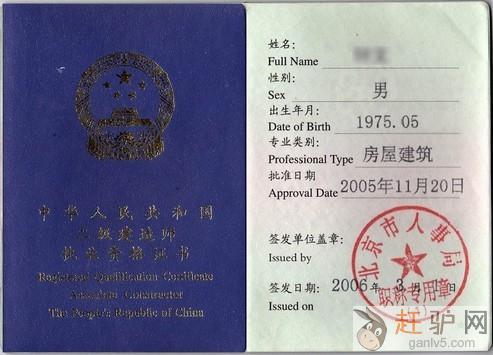 中华人民共和国
二级建造师
执业资格证书
Registered Qualification Certificate
Associate Constructor
The People's Republic of China
姓名:
Full Name
性别:
Sex 男
出生年月:
Date of Birth 1975.05
专业类别:
Professional Type 房屋建筑
批准日期
Approval Date 2005年11月20日
签发单位盖章:
Issued by
北京市人事局
职称专用章
签发日期: 2006年3月
Issued on
赶驴网
www.ganlv5.com